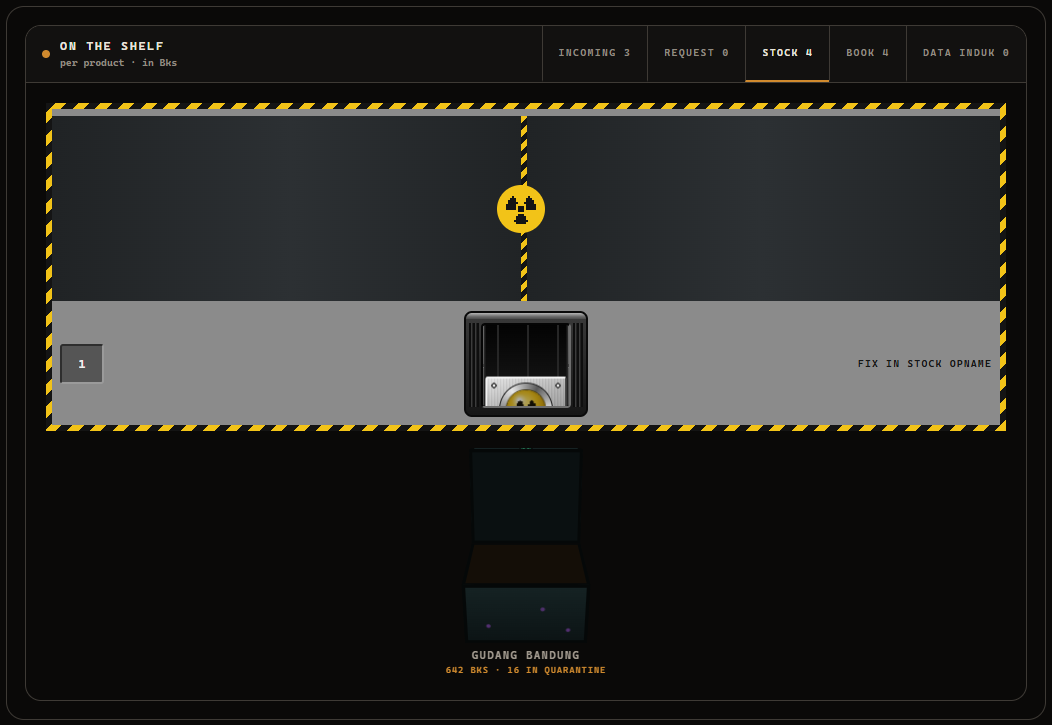 ON THE SHELF
per product · in Bks
INCOMING 3
REQUEST 0
STOCK 4
BOOK 4
DATA INDUK 0
1
FIX IN STOCK OPNAME
GUDANG BANDUNG
642 BKS · 16 IN QUARANTINE